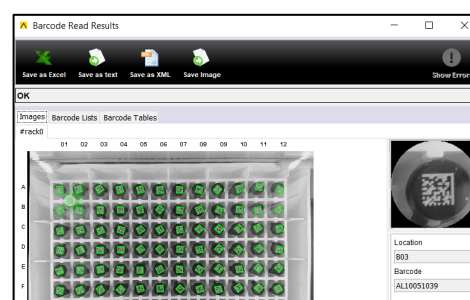 Barcode Read Results
Save as Excel Save as text Save as XML Save Image Show Error
OK
Images Barcode Lists Barcode Tables
#rack0
01 02 03 04 05 06 07 08 09 10 11 12
A
B
C
D
E
F
Location
B03
Barcode
AL10051039